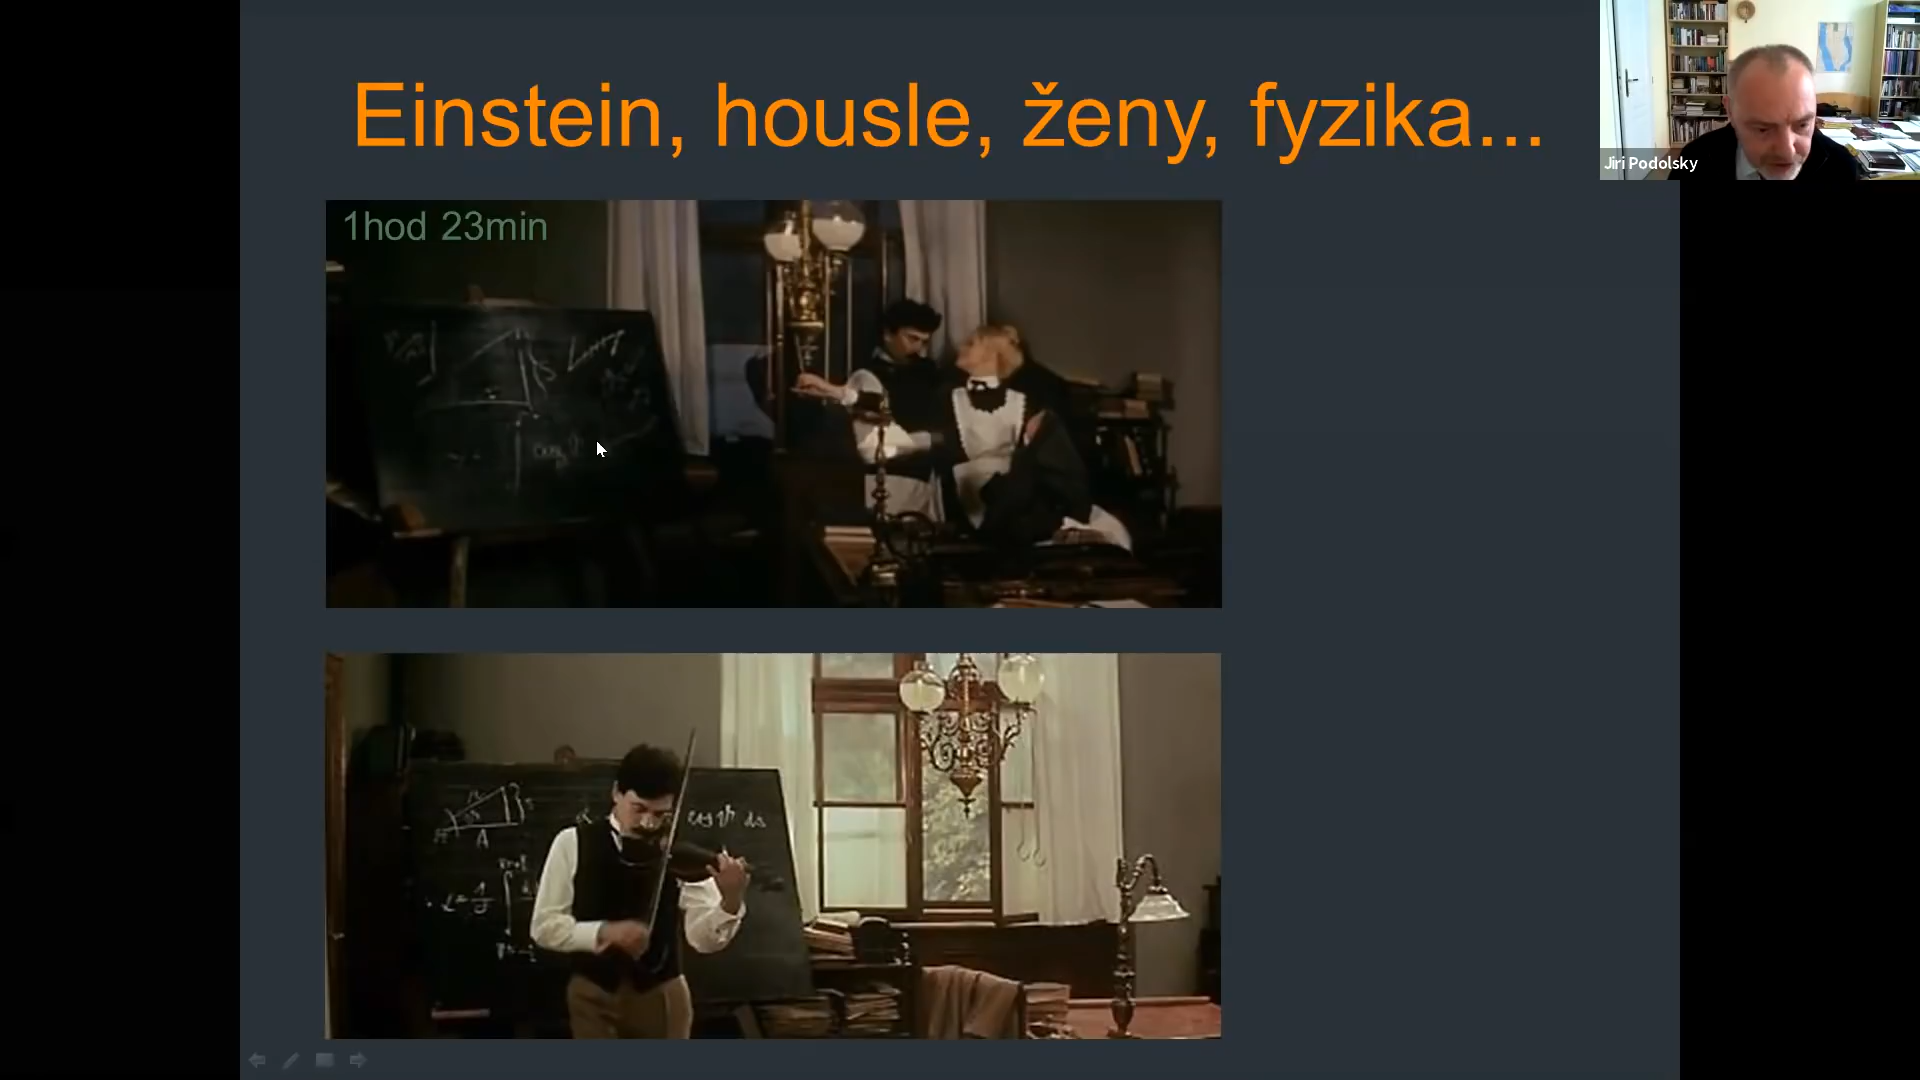 Einstein, housle, ženy, fyzika...
Jiri Podolsky
1hod 23min
A